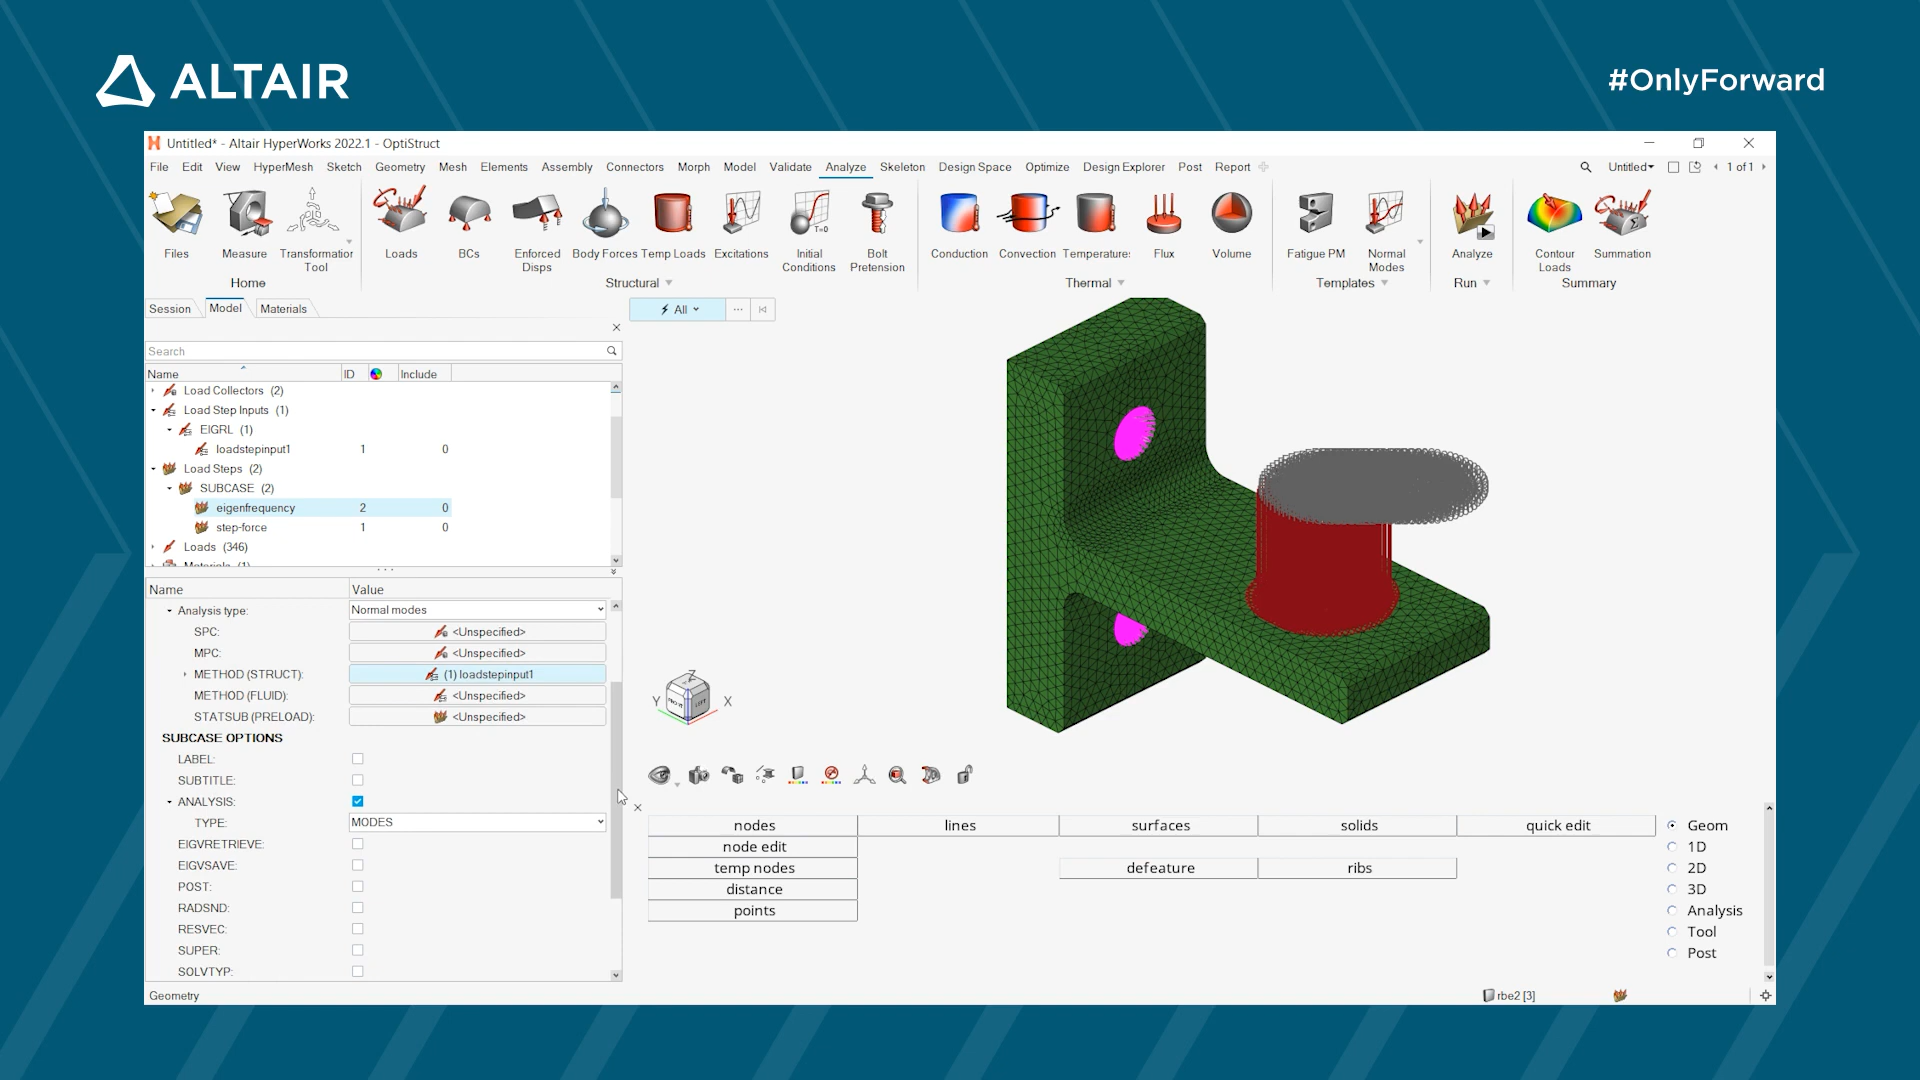 ALTAIR
#OnlyForward
Untitled* - Altair HyperWorks 2022.1 - OptiStruct
File Edit View HyperMesh Sketch Geometry Mesh Elements Assembly Connectors Morph Model Validate Analyze Skeleton Design Space Optimize Design Explorer Post Report Untitled 1 of 1
T=0
Files Measure Transformation Tool Loads BCs Enforced Disps Body Forces Temp Loads Excitations Initial Conditions Bolt Pretension Conduction Convection Temperature: Flux Volume Fatigue PM Normal Modes Analyze Contour Loads Summation
Home Structural Thermal Templates Run Summary
Session Model Materials
All ...
Search
Name ID Include
Load Collectors (2)
Load Step Inputs (1)
EIGRL (1)
loadstepinput1 1 0
Load Steps (2)
SUBCASE (2)
eigenfrequency 2 0
step-force 1 0
Loads (346)
Materials (1)
Name Value
Analysis type: Normal modes
SPC: <Unspecified>
MPC: <Unspecified>
METHOD (STRUCT): (1) loadstepinput1
METHOD (FLUID): <Unspecified>
STATSUB (PRELOAD): <Unspecified>
SUBCASE OPTIONS
LABEL:
SUBTITLE:
ANALYSIS:
TYPE: MODES
EIGVRETRIEVE:
EIGVSAVE:
POST:
RADSND:
RESVEC:
SUPER:
SOLVTYP:
Z
Y X
LEFT
nodes lines surfaces solids quick edit
node edit
temp nodes defeature ribs
distance
points
Geom
1D
2D
3D
Analysis
Tool
Post
Geometry
rbe2 [3]